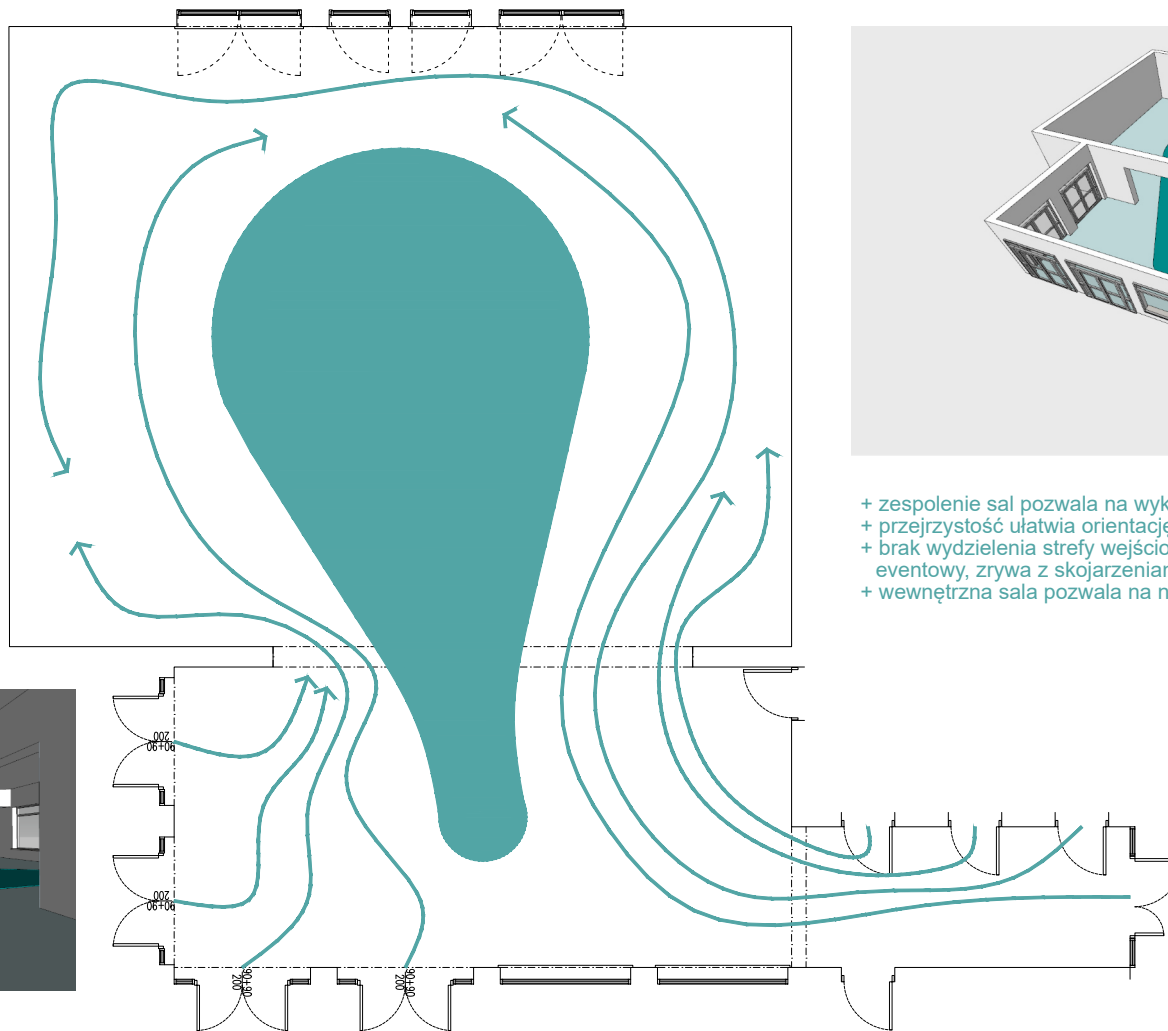 + zespolenie sal pozwala na wyk
+ przejrzystość ułatwia orientację
+ brak wydzielenia strefy wejścio
eventowy, zrywa z skojarzeniar
+ wewnętrzna sala pozwala na n
90+90
200
90+90
200
90+90
200
90+90
200